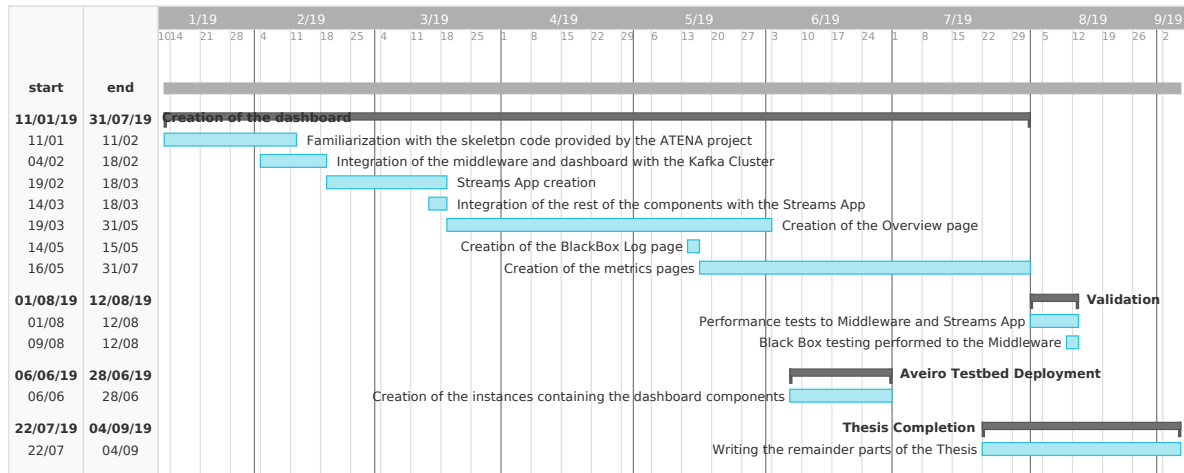 1/19 2/19 3/19 4/19 5/19 6/19 7/19 8/19 9/19
10 14 21 28 4 11 18 25 4 11 18 25 1 8 15 22 29 6 13 20 27 3 10 17 24 1 8 15 22 29 5 12 19 26 2
start end
11/01/19 31/07/19 Creation of the dashboard
11/01 11/02 Familiarization with the skeleton code provided by the ATENA project
04/02 18/02 Integration of the middleware and dashboard with the Kafka Cluster
19/02 18/03 Streams App creation
14/03 18/03 Integration of the rest of the components with the Streams App
19/03 31/05 Creation of the Overview page
14/05 15/05 Creation of the BlackBox Log page
16/05 31/07 Creation of the metrics pages
01/08/19 12/08/19 Validation
01/08 12/08 Performance tests to Middleware and Streams App
09/08 12/08 Black Box testing performed to the Middleware
06/06/19 28/06/19 Aveiro Testbed Deployment
06/06 28/06 Creation of the instances containing the dashboard components
22/07/19 04/09/19 Thesis Completion
22/07 04/09 Writing the remainder parts of the Thesis